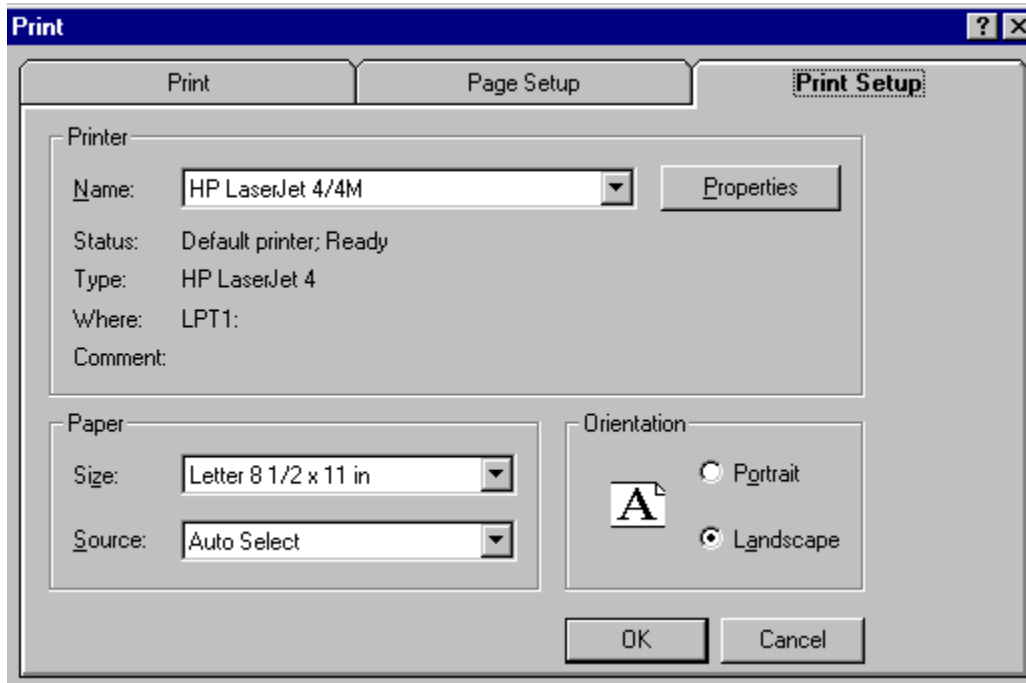 Print
Print Page Setup Print Setup
Printer
Name: HP LaserJet 4/4M Properties
Status: Default printer; Ready
Type: HP LaserJet 4
Where: LPT1:
Comment:
Paper
Size: Letter 8 1/2 x 11 in
Source: Auto Select
Orientation
A
Portrait
Landscape
OK Cancel